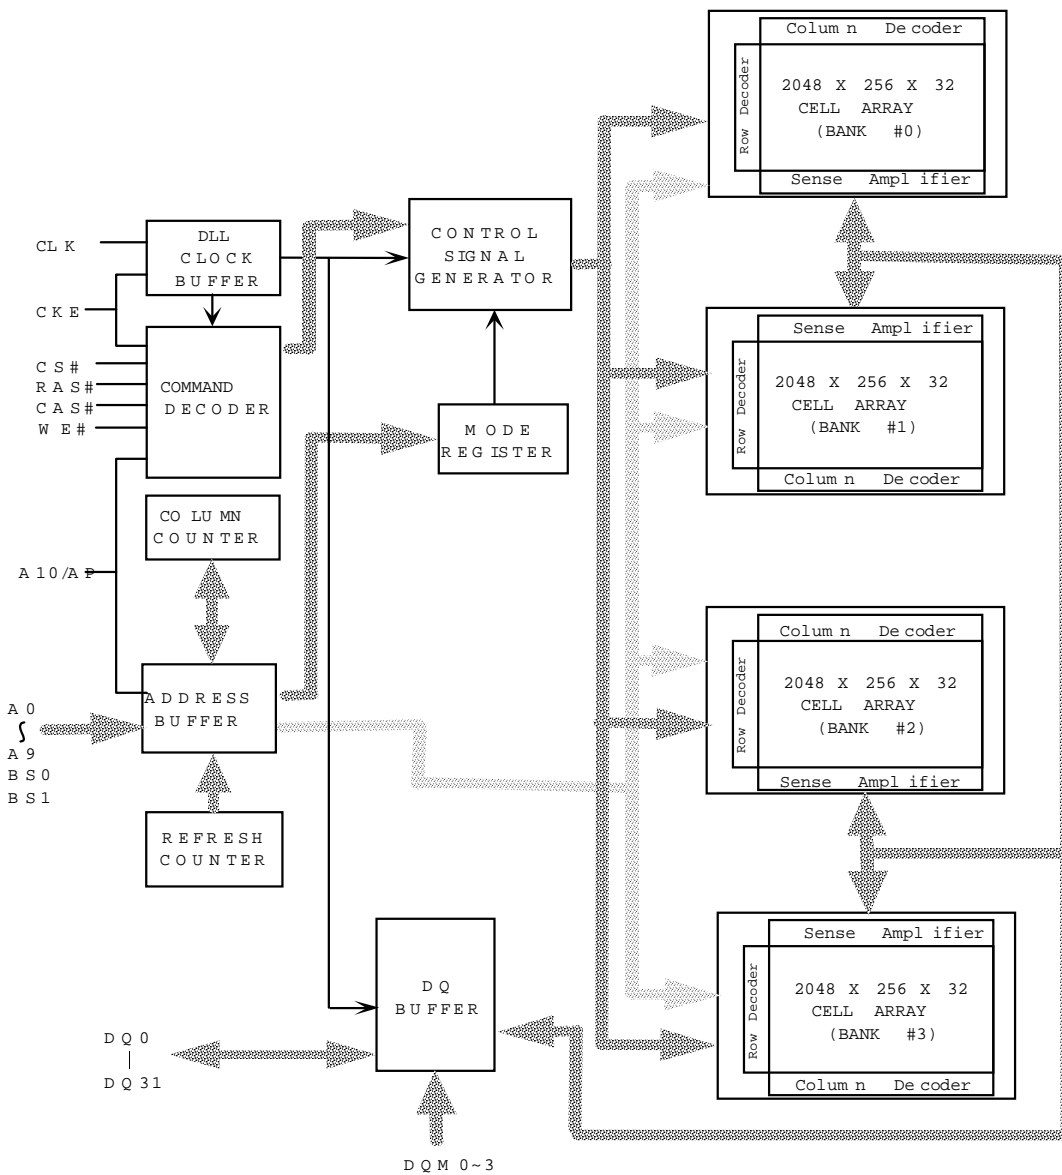 Column Decoder
Row Decoder
2048 X 256 X 32
CELL ARRAY
(BANK #0)
Sense Amplifier
CLK
DLL
CLOCK
BUFFER
CONTROL
SIGNAL
GENERATOR
CKE
Sense Amplifier
Row Decoder
2048 X 256 X 32
CELL ARRAY
(BANK #1)
Column Decoder
CS#
RAS#
CAS#
WE#
COMMAND
DECODER
MODE
REGISTER
COLUMN
COUNTER
A10/AP
Column Decoder
Row Decoder
2048 X 256 X 32
CELL ARRAY
(BANK #2)
Sense Amplifier
ADDRESS
BUFFER
A0
A9
BS0
BS1
REFRESH
COUNTER
Sense Amplifier
Row Decoder
2048 X 256 X 32
CELL ARRAY
(BANK #3)
Column Decoder
DQ
BUFFER
DQ0
DQ31
DQM0~3